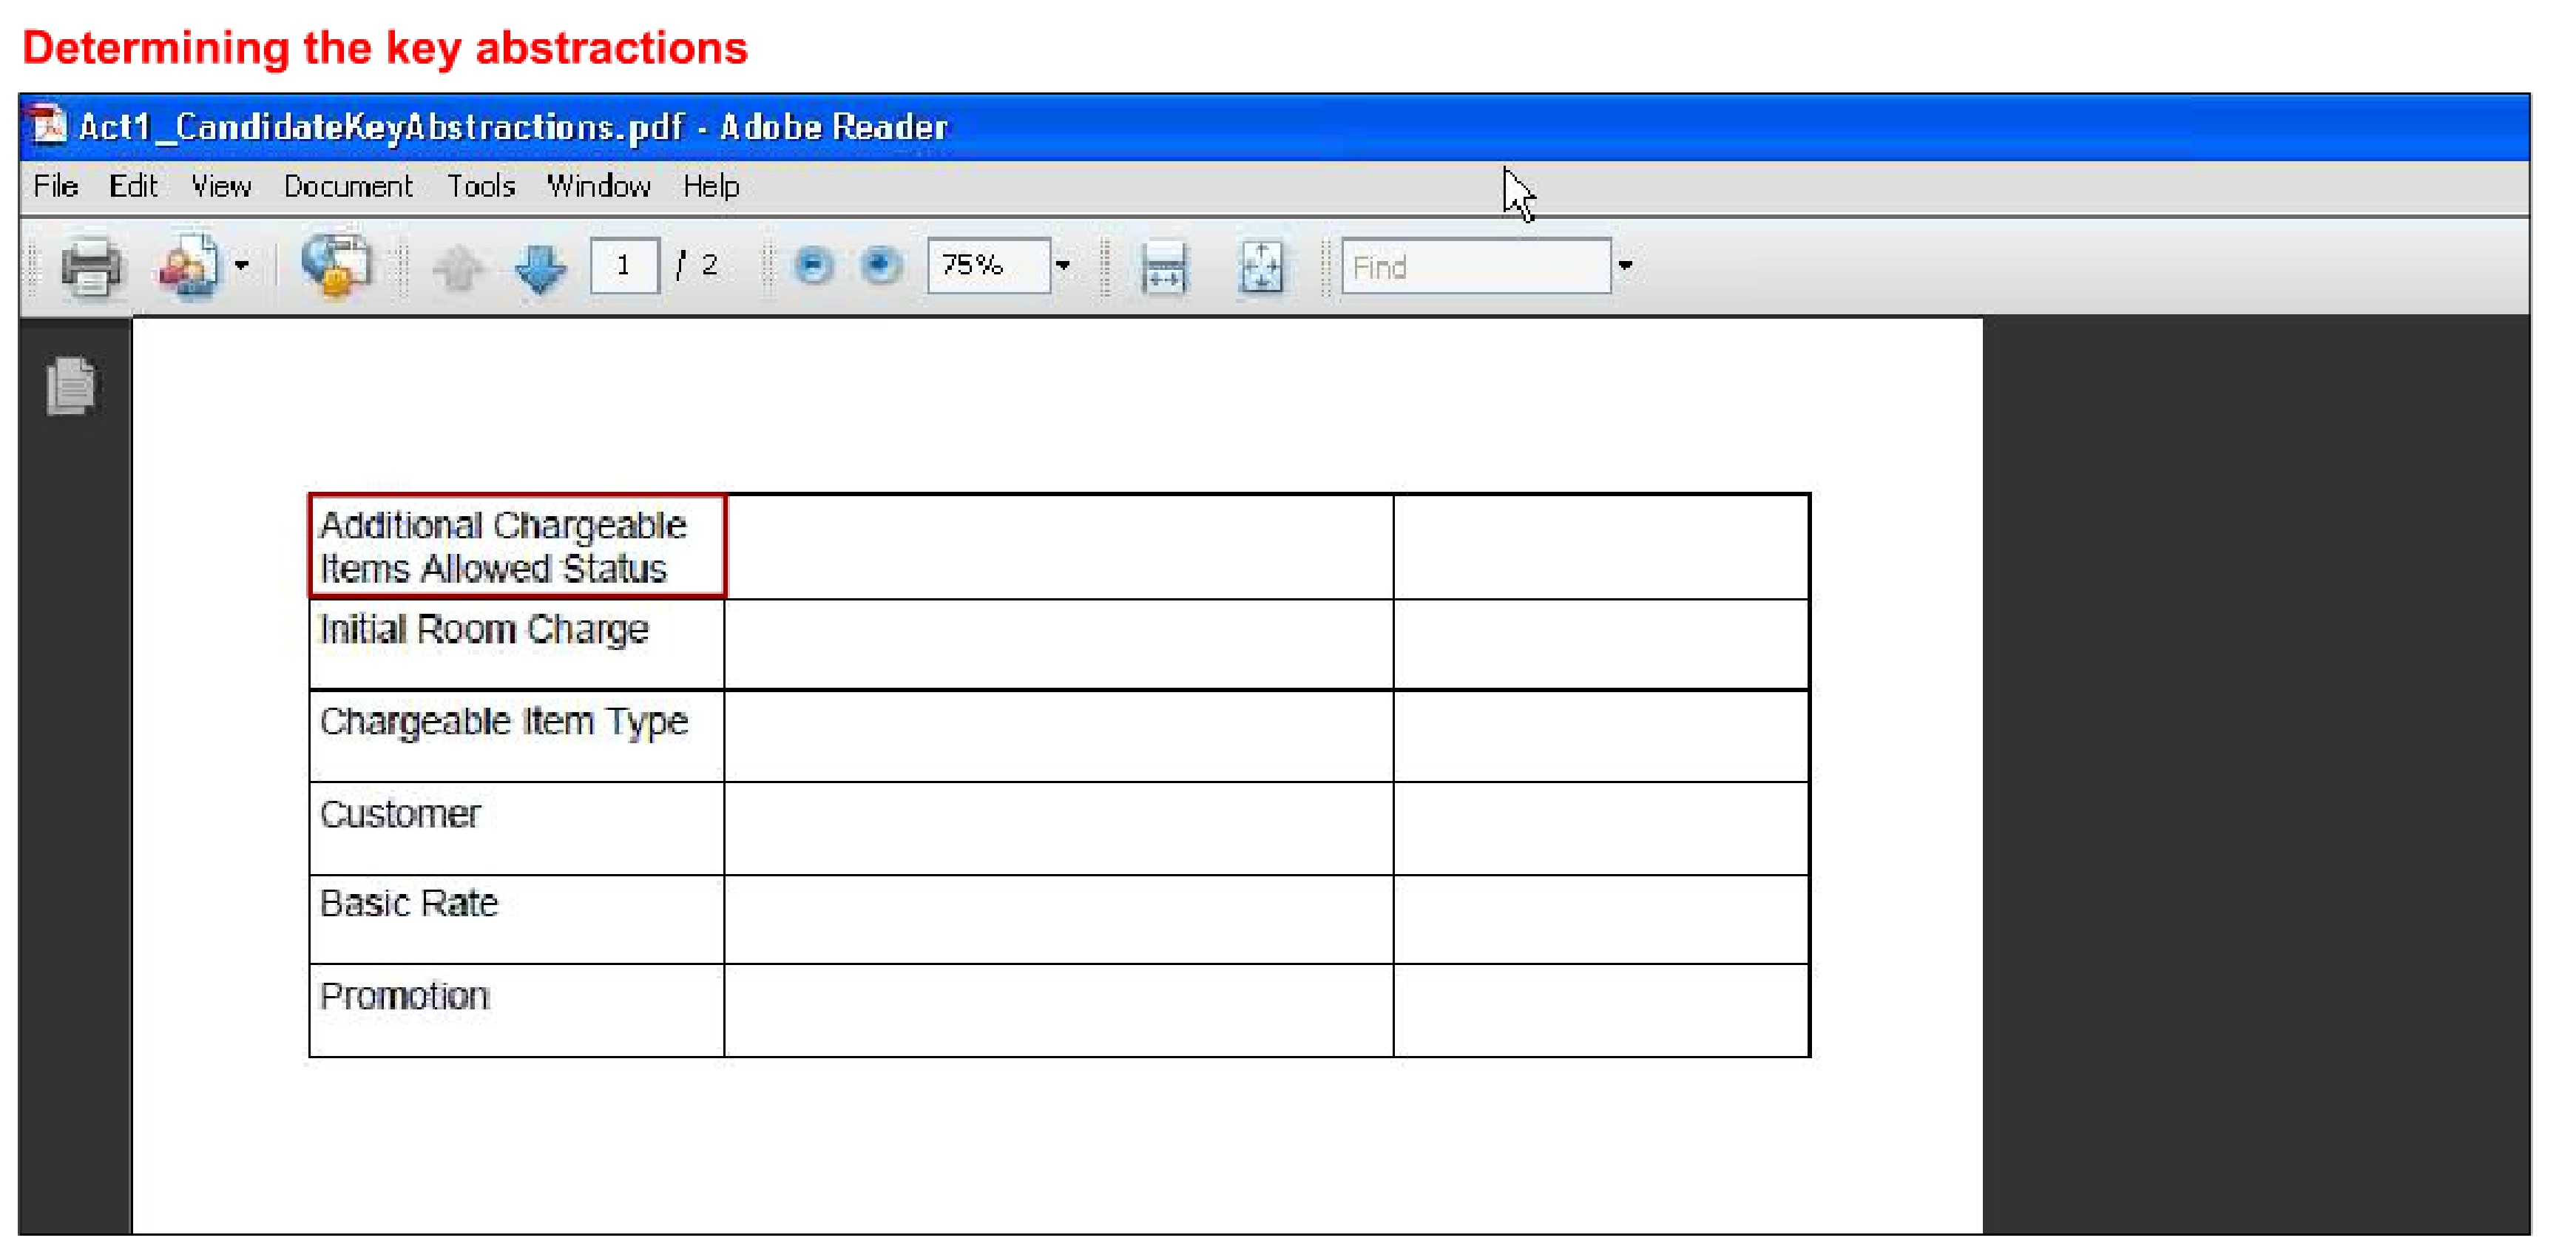 Determining the key abstractions
Act1_CandidateKeyAbstractions.pdf - Adobe Reader
File Edit View Document Tools Window Help
1 / 2 75% Find
Additional Chargeable
Items Allowed Status
Initial Room Charge
Chargeable Item Type
Customer
Basic Rate
Promotion